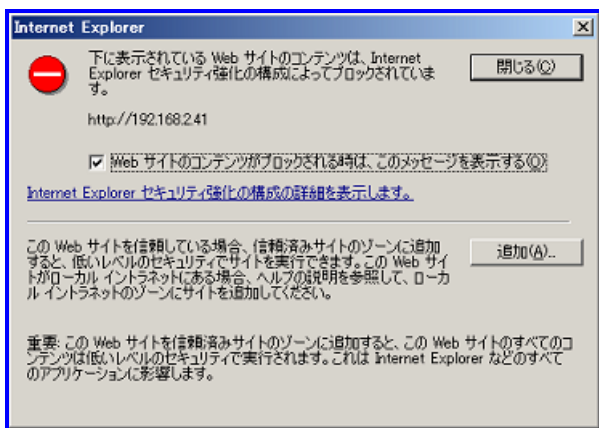 Internet Explorer
下に表示されている Web サイトのコンテンツは、Internet
Explorer セキュリティ強化の構成によってブロックされていま
す。
閉じる(C)
http://192.168.2.41
Web サイトのコンテンツがブロックされる時は、このメッセージを表示する(O)
Internet Explorer セキュリティ強化の構成の詳細を表示します。
この Web サイトを信頼している場合、信頼済みサイトのゾーンに追加
すると、低いレベルのセキュリティでサイトを実行できます。この Web サイ
トがローカル イントラネットにある場合、ヘルプの説明を参照して、ローカ
ル イントラネットのゾーンにサイトを追加してください。
追加(A)...
重要: この Web サイトを信頼済みサイトのゾーンに追加すると、この Web サイトのすべてのコ
ンテンツは低いレベルのセキュリティで実行されます。これは Internet Explorer などのすべて
のアプリケーションに影響します。